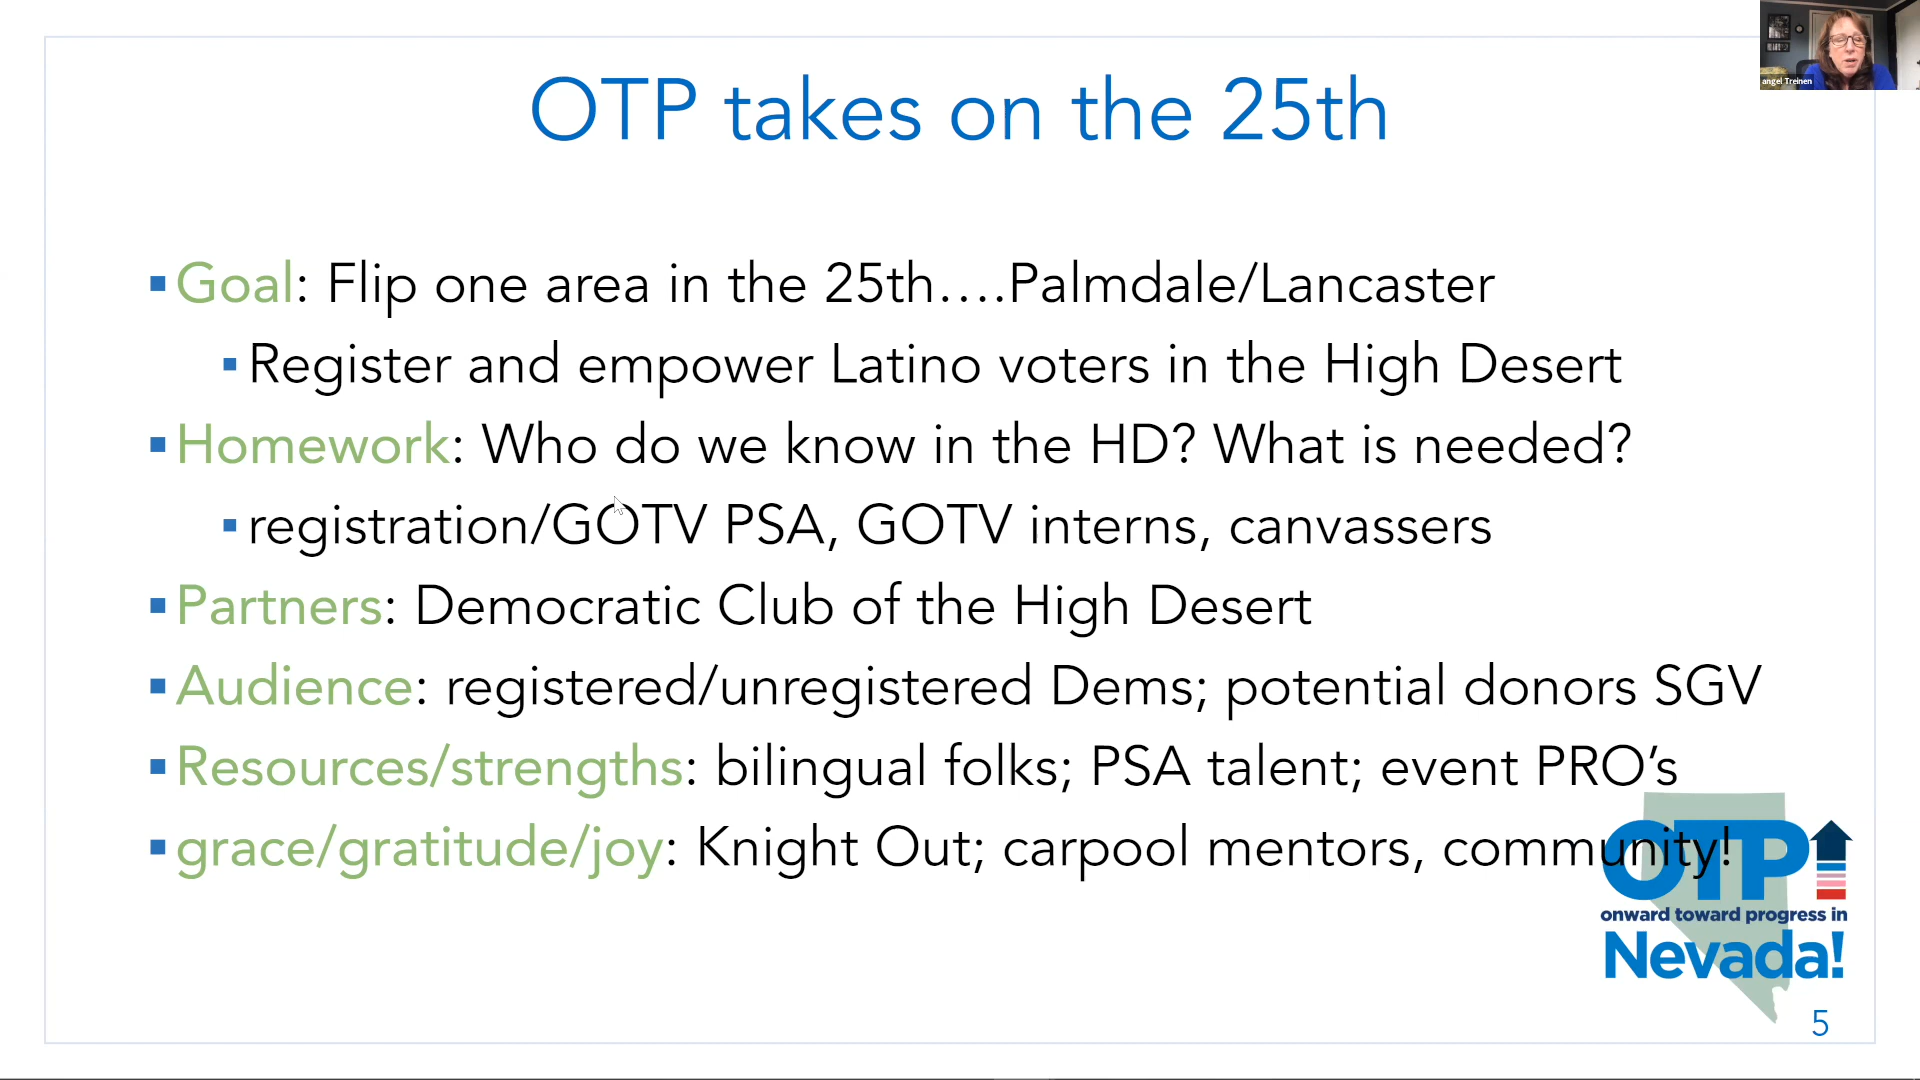 angel Treinen
OTP takes on the 25th
▪Goal: Flip one area in the 25th....Palmdale/Lancaster
▪Register and empower Latino voters in the High Desert
▪Homework: Who do we know in the HD? What is needed?
▪registration/GOTV PSA, GOTV interns, canvassers
▪Partners: Democratic Club of the High Desert
▪Audience: registered/unregistered Dems; potential donors SGV
▪Resources/strengths: bilingual folks; PSA talent; event PRO’s
▪grace/gratitude/joy: Knight Out; carpool mentors, community!
OTP
onward toward progress in
Nevada!
5